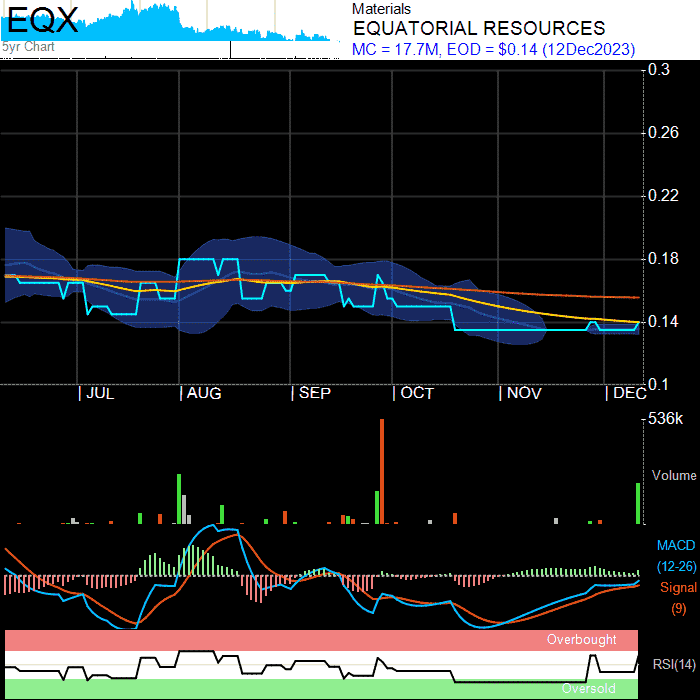 EQX
5yr Chart
Materials
EQUATORIAL RESOURCES
MC = 17.7M, EOD = $0.14 (12Dec2023)
0.3
0.26
0.22
0.18
0.14
0.1
| JUL | AUG | SEP | OCT | NOV | DEC
536k
Volume
MACD
(12-26)
Signal
(9)
Overbought
RSI(14)
Oversold